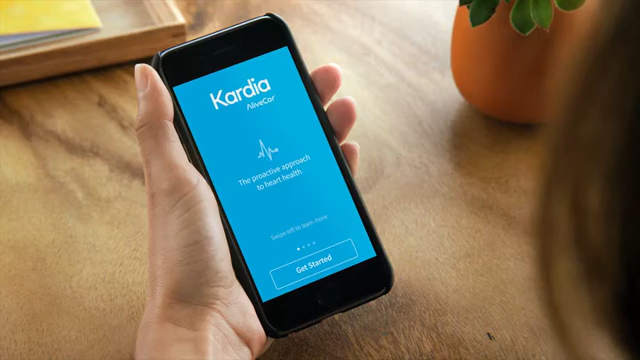 Kardia
AliveCor
The proactive approach
to heart health
Swipe left to learn more
Get Started